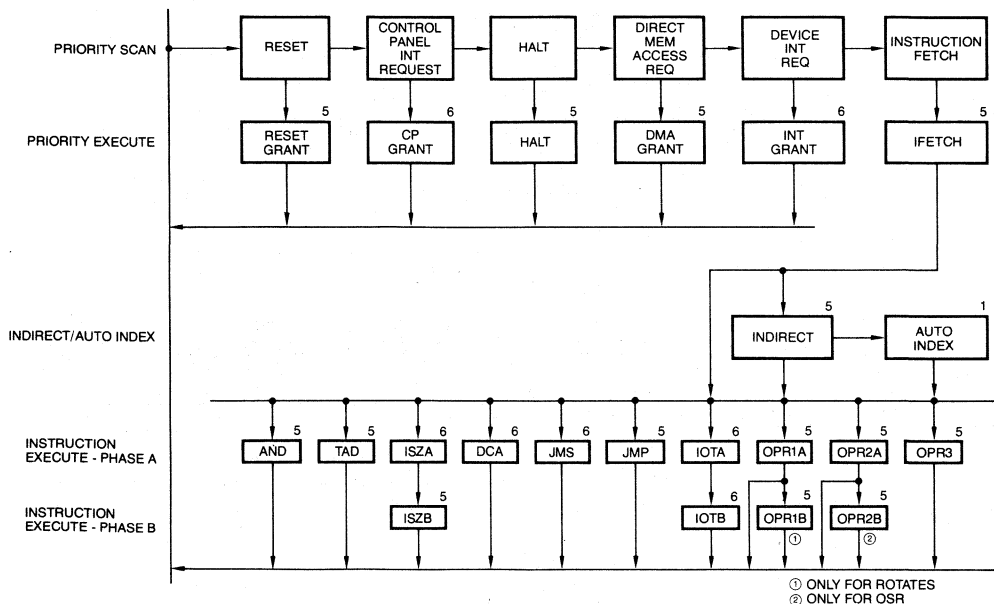 PRIORITY SCAN
RESET
CONTROL
PANEL
INT
REQUEST
HALT
DIRECT
MEM
ACCESS
REQ
DEVICE
INT
REQ
INSTRUCTION
FETCH
PRIORITY EXECUTE
5
RESET
GRANT
6
CP
GRANT
5
HALT
5
DMA
GRANT
6
INT
GRANT
5
IFETCH
INDIRECT/AUTO INDEX
5
INDIRECT
1
AUTO
INDEX
INSTRUCTION
EXECUTE - PHASE A
5
AND
5
TAD
6
ISZA
6
DCA
6
JMS
5
JMP
6
IOTA
5
OPR1A
5
OPR2A
5
OPR3
INSTRUCTION
EXECUTE - PHASE B
5
ISZB
6
IOTB
5
OPR1B
①
5
OPR2B
②
① ONLY FOR ROTATES
② ONLY FOR OSR